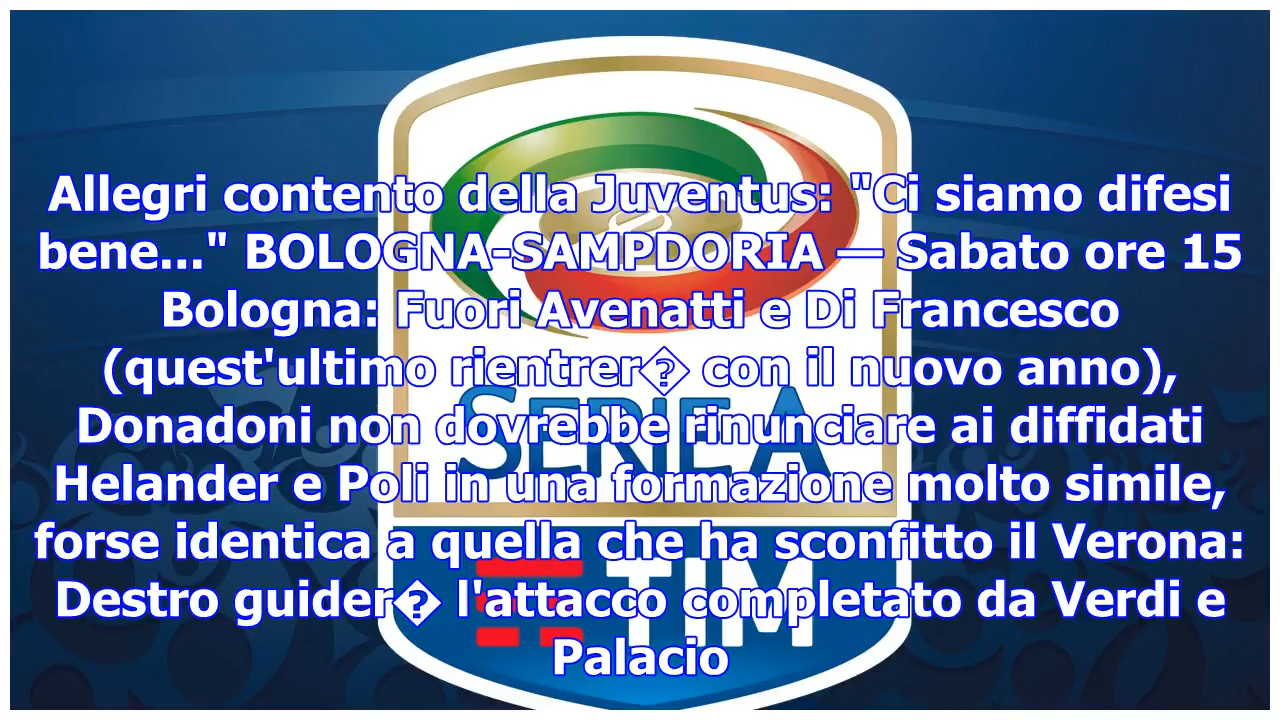 Allegri contento della Juventus: "Ci siamo difesi
bene..." BOLOGNA-SAMPDORIA — Sabato ore 15
Bologna: Fuori Avenatti e Di Francesco
(quest'ultimo rientrer� con il nuovo anno),
Donadoni non dovrebbe rinunciare ai diffidati
Helander e Poli in una formazione molto simile,
forse identica a quella che ha sconfitto il Verona:
Destro guider� l'attacco completato da Verdi e
Palacio
SERIE A
TIM